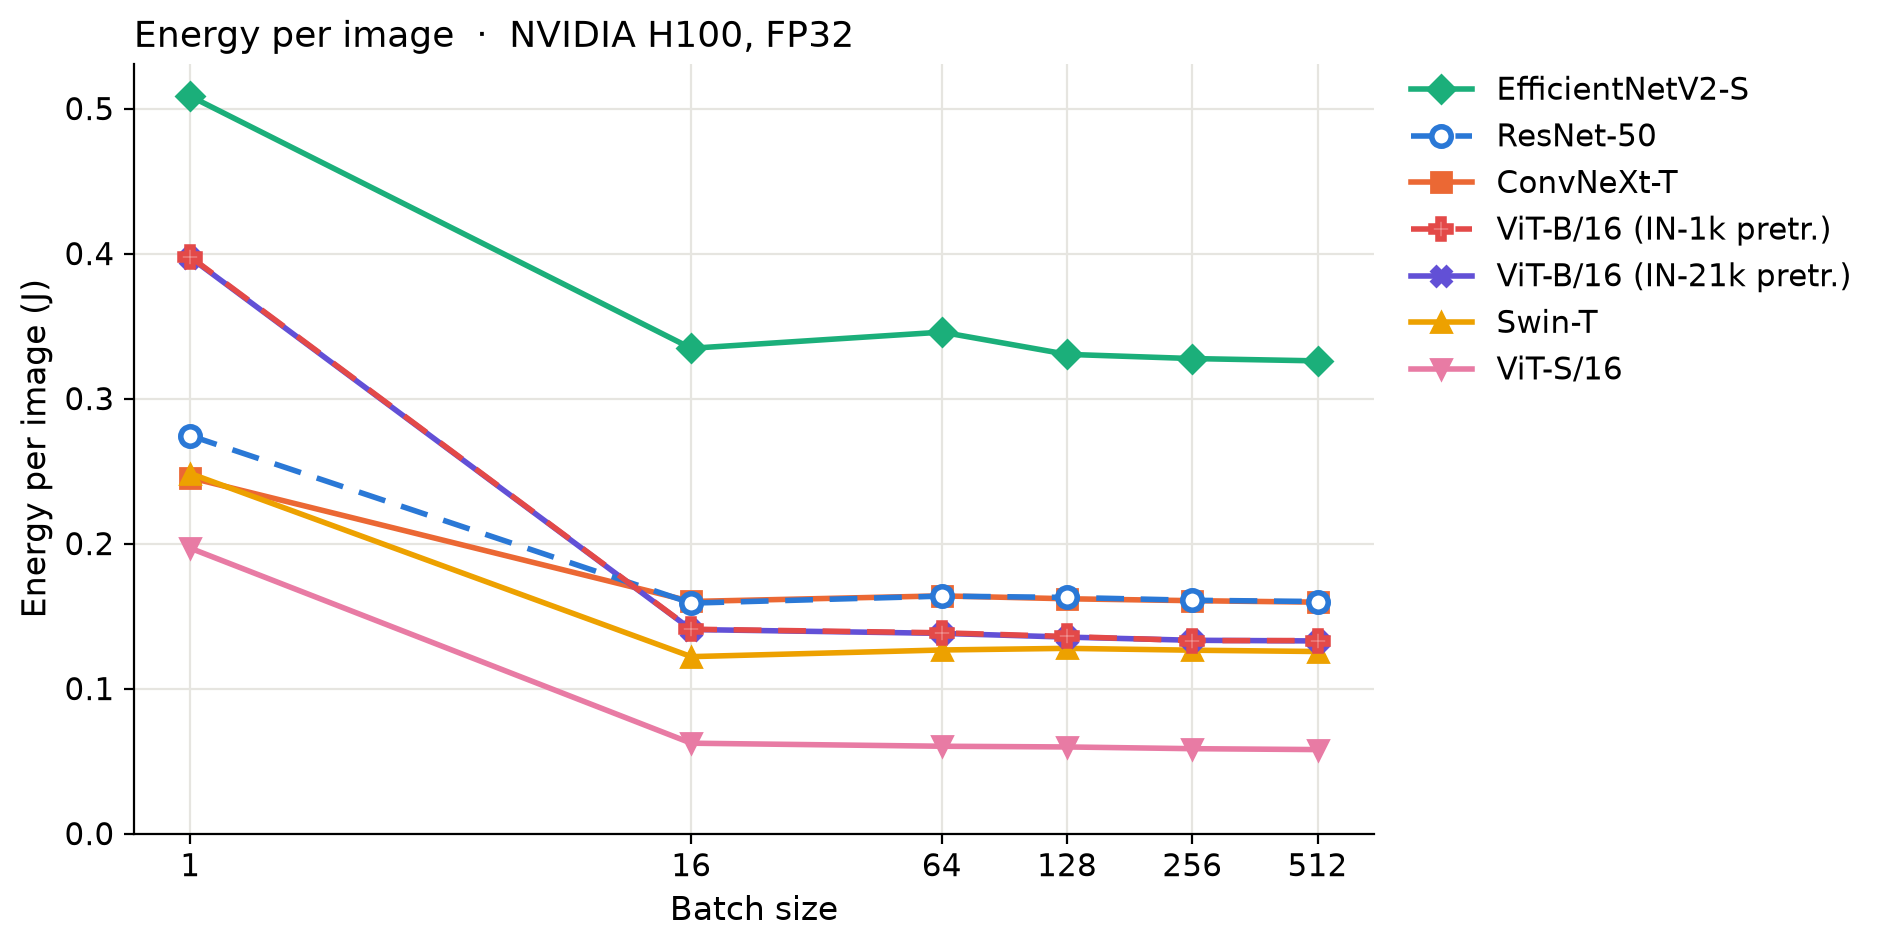 Energy per image · NVIDIA H100, FP32
Energy per image (J)
0.5
0.4
0.3
0.2
0.1
0.0
1 16 64 128 256 512
Batch size
EfficientNetV2-S
ResNet-50
ConvNeXt-T
ViT-B/16 (IN-1k pretr.)
ViT-B/16 (IN-21k pretr.)
Swin-T
ViT-S/16